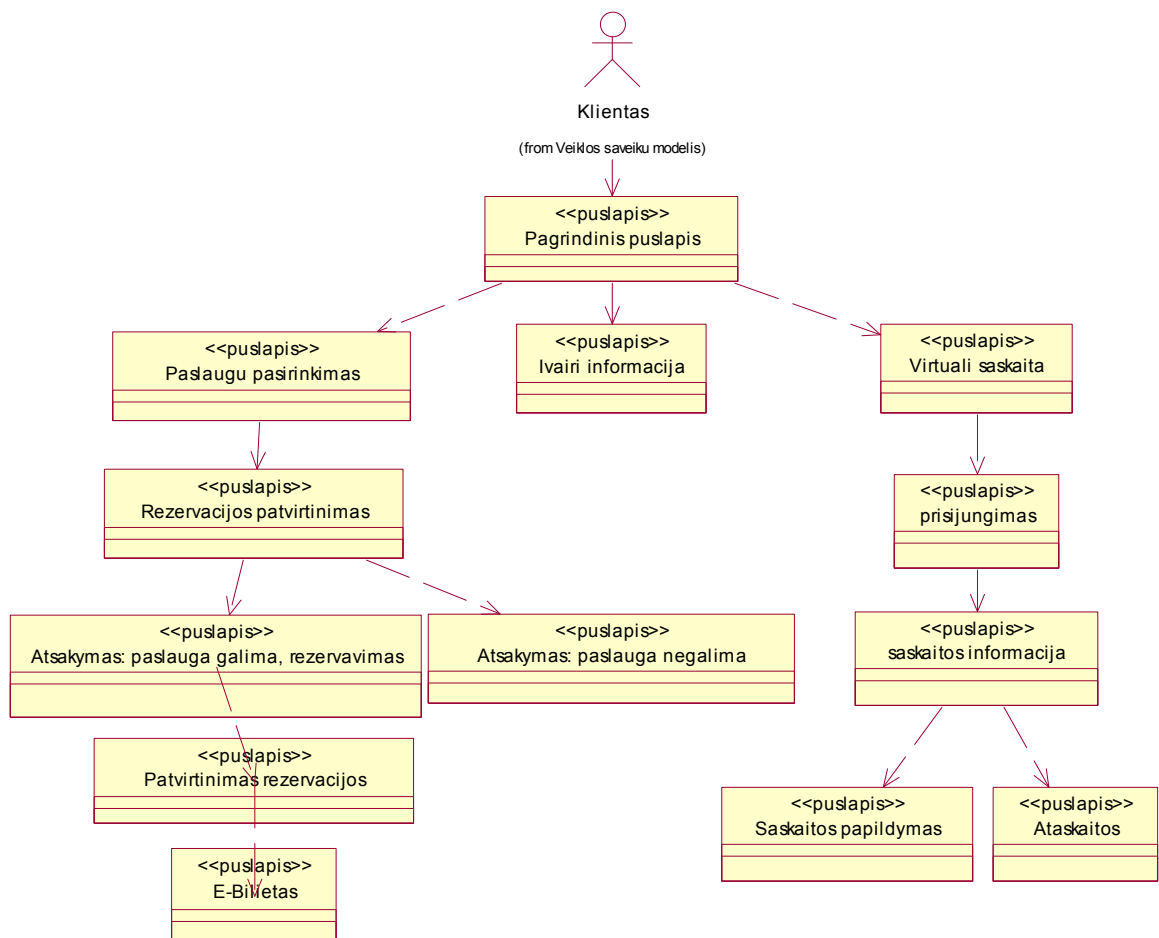 Klientas
(from Veiklos saveiku modelis)
<<puslapis>>
Pagrindinis puslapis
<<puslapis>>
Paslaugu pasirinkimas
<<puslapis>>
Ivairi informacija
<<puslapis>>
Virtuali saskaita
<<puslapis>>
Rezervacijos patvirtinimas
<<puslapis>>
prisijungimas
<<puslapis>>
Atsakymas: paslauga galima, rezervavimas
<<puslapis>>
Atsakymas: paslauga negalima
<<puslapis>>
saskaitos informacija
<<puslapis>>
Patvirtinimas rezervacijos
<<puslapis>>
Saskaitos papildymas
<<puslapis>>
Ataskaitos
<<puslapis>>
E-Bilietas